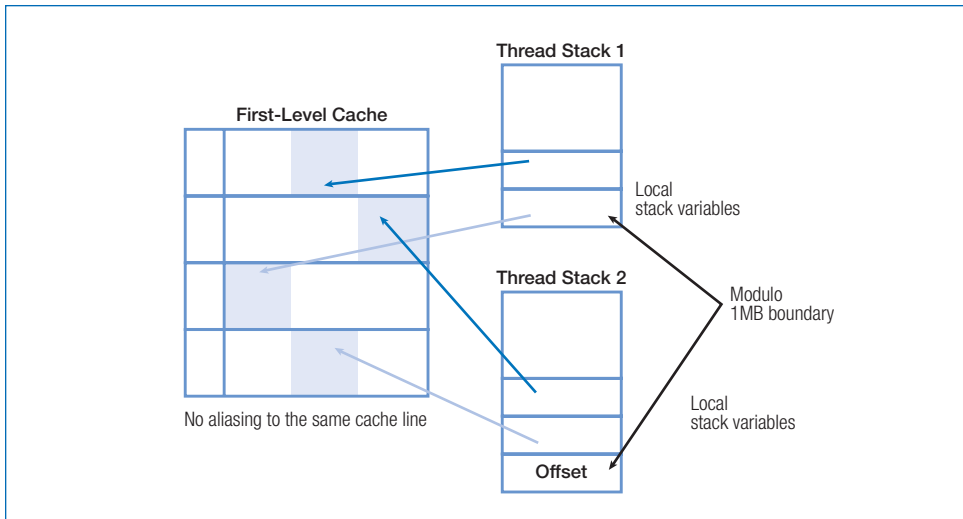 Thread Stack 1
First-Level Cache
Local
stack variables
Thread Stack 2
Modulo
1MB boundary
Local
stack variables
No aliasing to the same cache line
Offset